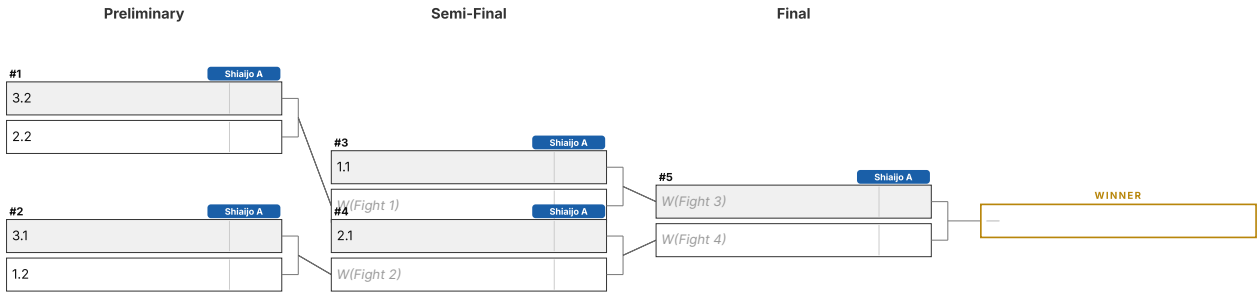 Preliminary
Semi-Final
Final
#1
Shiaijo A
3.2
2.2
#2
Shiaijo A
3.1
1.2
#3
Shiaijo A
1.1
W(Fight 1)
#4
Shiaijo A
2.1
W(Fight 2)
#5
Shiaijo A
W(Fight 3)
W(Fight 4)
WINNER
—